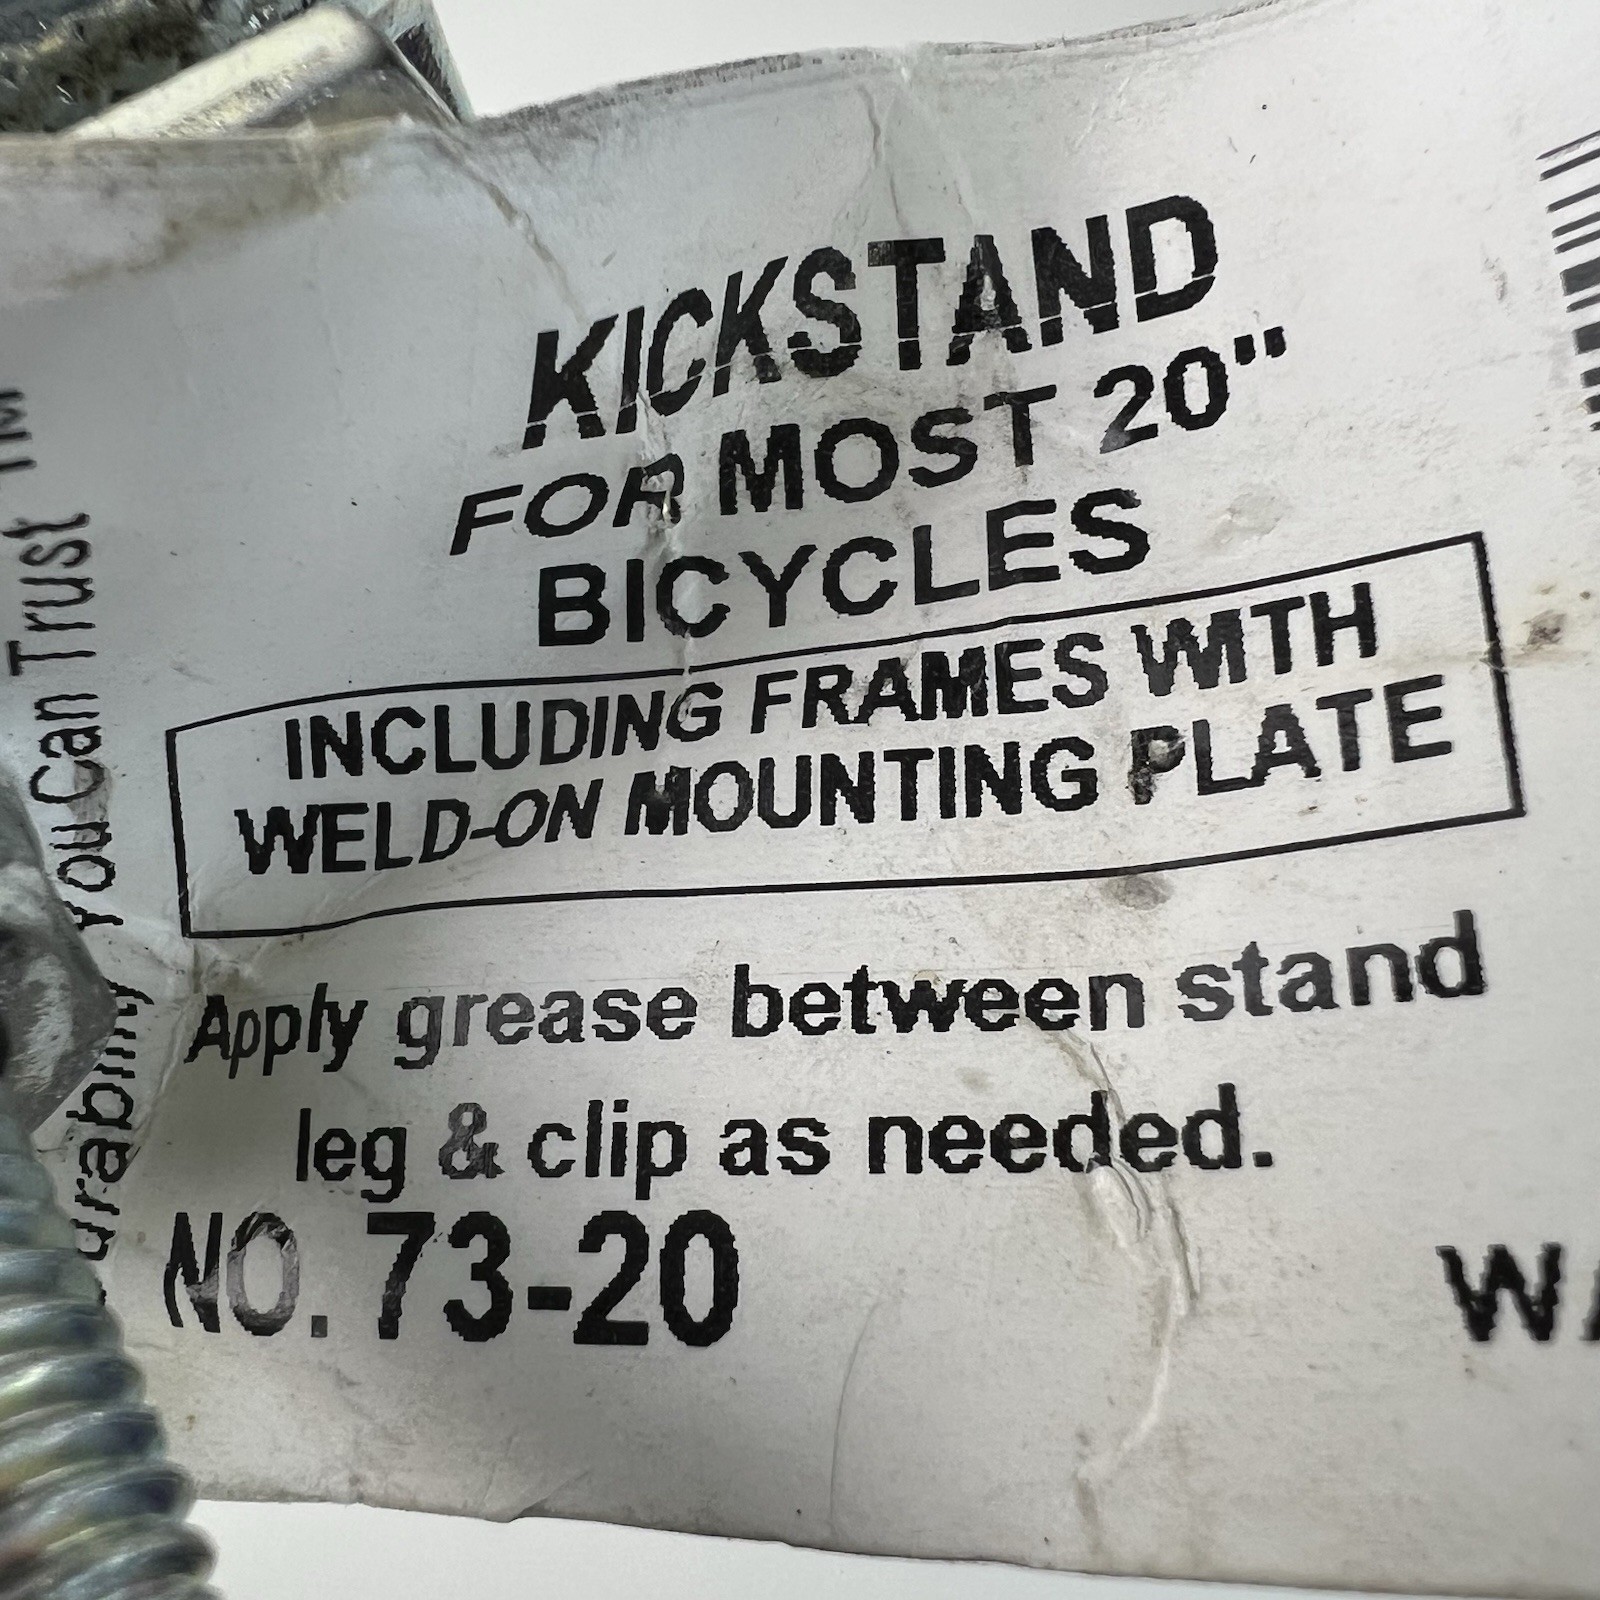 KICKSTAND
FOR MOST 20"
BICYCLES
INCLUDING FRAMES WITH
WELD-ON MOUNTING PLATE
Apply grease between stand
leg & clip as needed.
NO. 73-20
you Can Trust TM